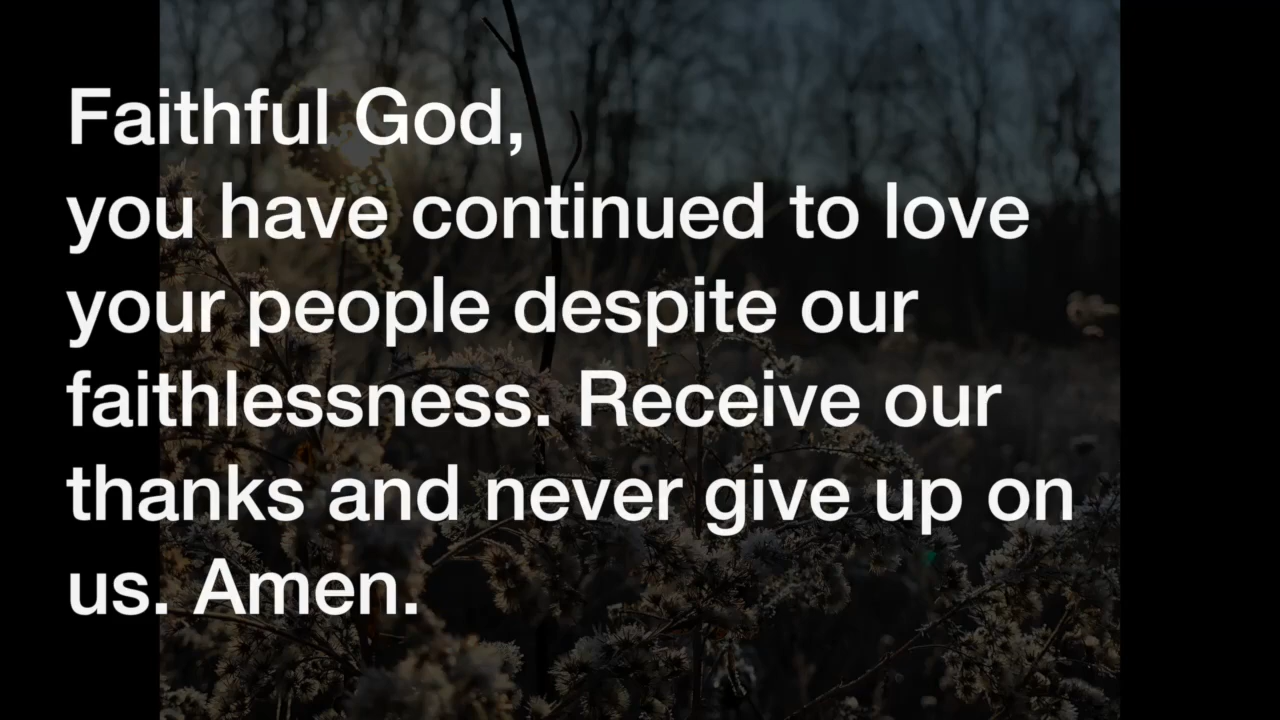 Faithful God,
you have continued to love
your people despite our
faithlessness. Receive our
thanks and never give up on
us. Amen.